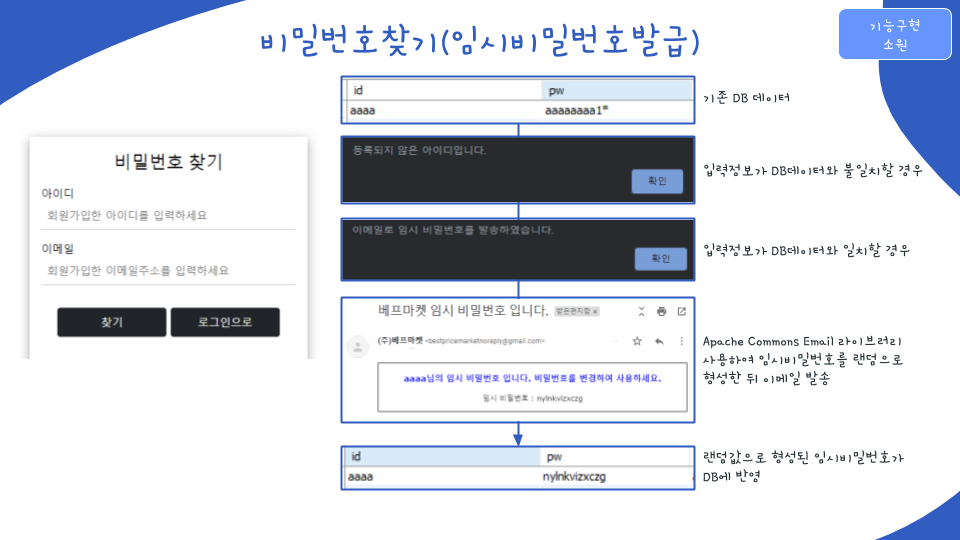 비밀번호찾기(임시비밀번호발급)
기능구현
소원
비밀번호 찾기
아이디
회원가입한 아이디를 입력하세요
이메일
회원가입한 이메일주소를 입력하세요
찾기
로그인으로
id pw
aaaa aaaaaaaa1*
기존 DB 데이터
등록되지 않은 아이디입니다.
확인
입력정보가 DB데이터와 불일치할 경우
이메일로 임시 비밀번호를 발송하였습니다.
확인
입력정보가 DB데이터와 일치할 경우
베프마켓 임시 비밀번호 입니다. 받은편지함 x
(주)베프마켓 <bestpricemarketnoreply@gmail.com>
aaaa님의 임시 비밀번호 입니다. 비밀번호를 변경하여 사용하세요.
임시 비밀번호 : nylnkvizxczg
Apache Commons Email 라이브러리
사용하여 임시비밀번호를 랜덤으로
형성한 뒤 이메일 발송
id pw
aaaa nylnkvizxczg
랜덤값으로 형성된 임시비밀번호가
DB에 반영